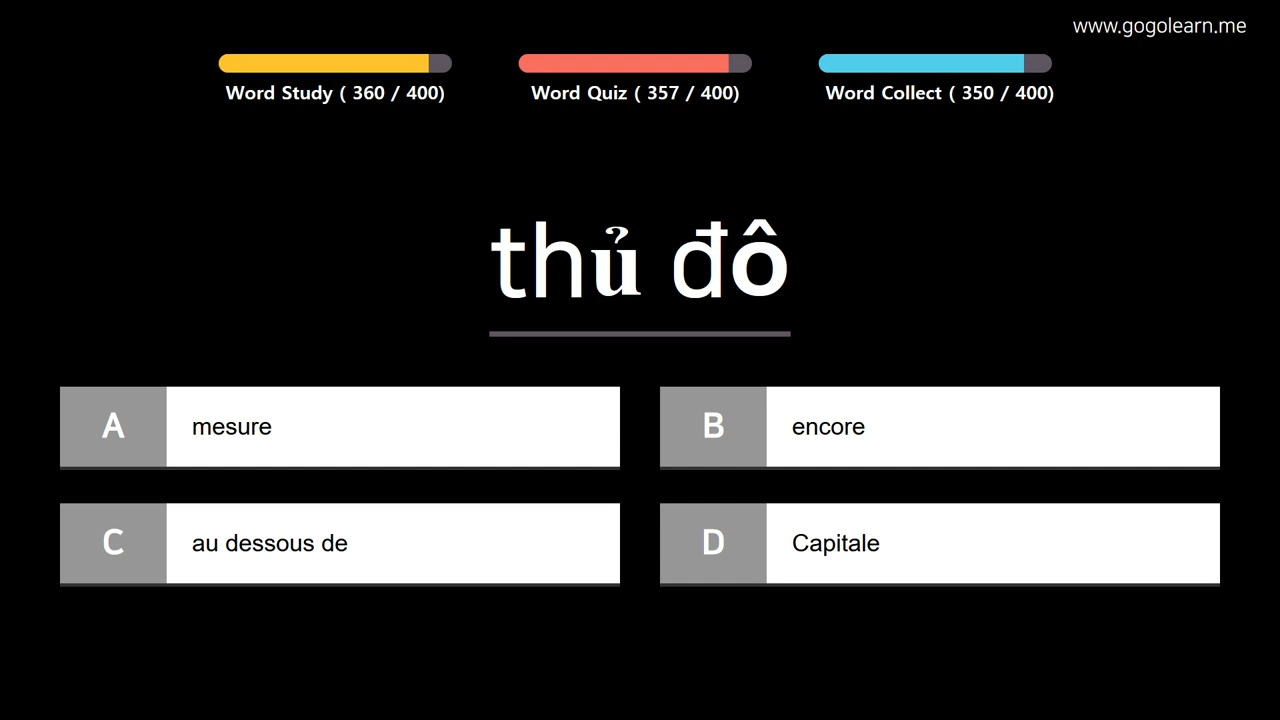 www.gogolearn.me
Word Study ( 360 / 400)
Word Quiz ( 357 / 400)
Word Collect ( 350 / 400)
thủ đô
A
mesure
B
encore
C
au dessous de
D
Capitale